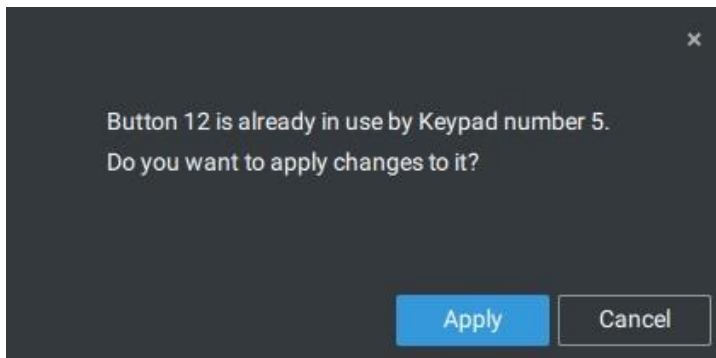 Button 12 is already in use by Keypad number 5.
Do you want to apply changes to it?
Apply
Cancel